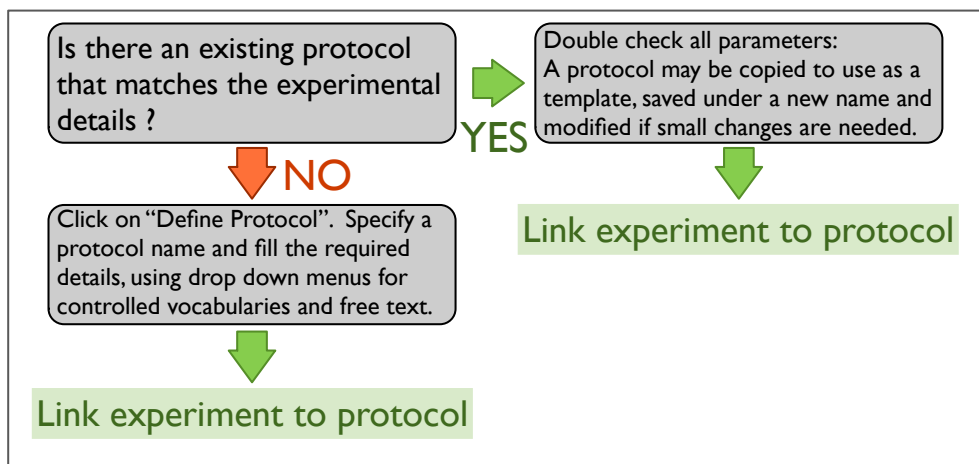 Is there an existing protocol
that matches the experimental
details ?
YES
Double check all parameters:
A protocol may be copied to use as a
template, saved under a new name and
modified if small changes are needed.
Link experiment to protocol
NO
Click on “Define Protocol”. Specify a
protocol name and fill the required
details, using drop down menus for
controlled vocabularies and free text.
Link experiment to protocol